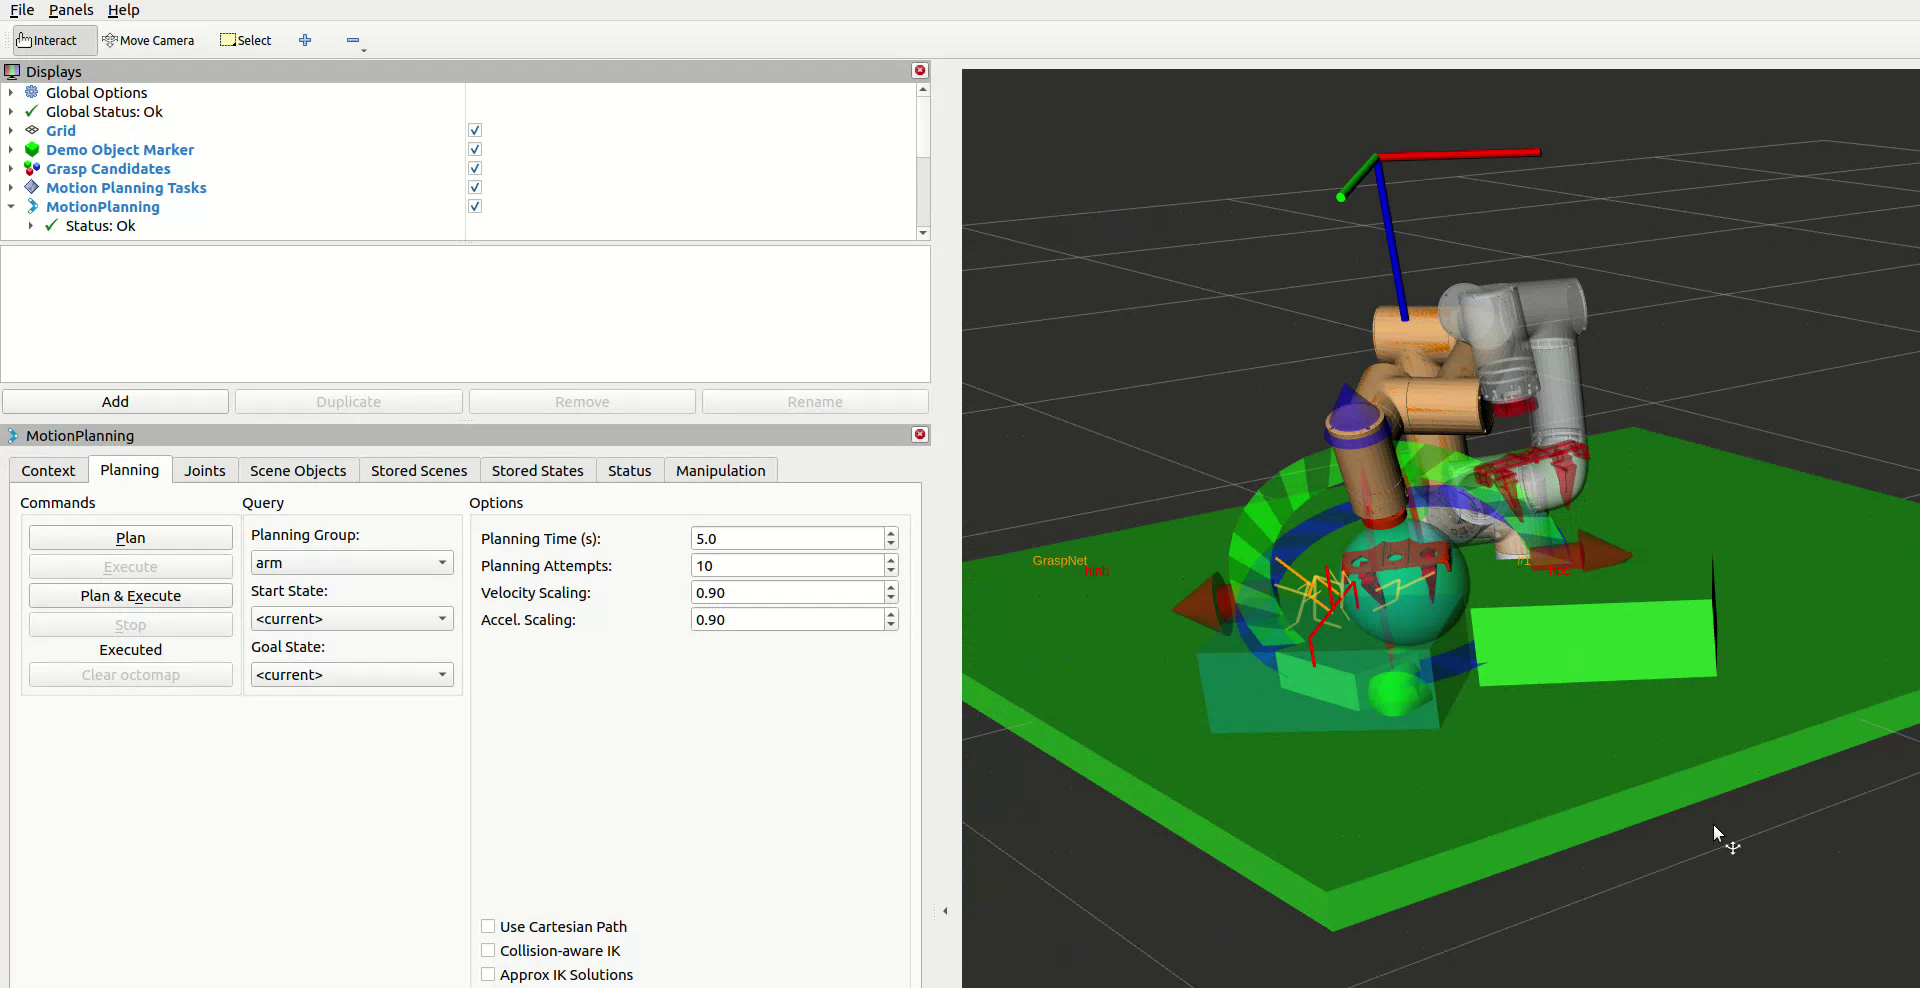 File Panels Help
Interact Move Camera Select
Displays
Global Options
Global Status: Ok
Grid
Demo Object Marker
Grasp Candidates
Motion Planning Tasks
MotionPlanning
Status: Ok
Add Duplicate Remove Rename
MotionPlanning
Context Planning Joints Scene Objects Stored Scenes Stored States Status Manipulation
Commands
Plan
Execute
Plan & Execute
Stop
Executed
Clear octomap
Query
Planning Group:
arm
Start State:
<current>
Goal State:
<current>
Options
Planning Time (s): 5.0
Planning Attempts: 10
Velocity Scaling: 0.90
Accel. Scaling: 0.90
Use Cartesian Path
Collision-aware IK
Approx IK Solutions
GraspNet
#1